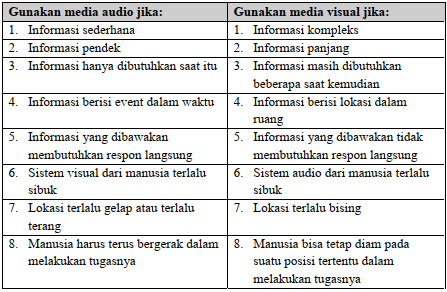 Gunakan media audio jika:
Gunakan media visual jika:
1. Informasi sederhana
1. Informasi kompleks
2. Informasi pendek
2. Informasi panjang
3. Informasi hanya dibutuhkan saat itu
3. Informasi masih dibutuhkan
beberapa saat kemudian
4. Informasi berisi event dalam waktu
4. Informasi berisi lokasi dalam
ruang
5. Informasi yang dibawakan
membutuhkan respon langsung
5. Informasi yang dibawakan tidak
membutuhkan respon langsung
6. Sistem visual dari manusia terlalu
sibuk
6. Sistem audio dari manusia terlalu
sibuk
7. Lokasi terlalu gelap atau terlalu
terang
7. Lokasi terlalu bising
8. Manusia harus terus bergerak dalam
melakukan tugasnya
8. Manusia bisa tetap diam pada
suatu posisi tertentu dalam
melakukan tugasnya